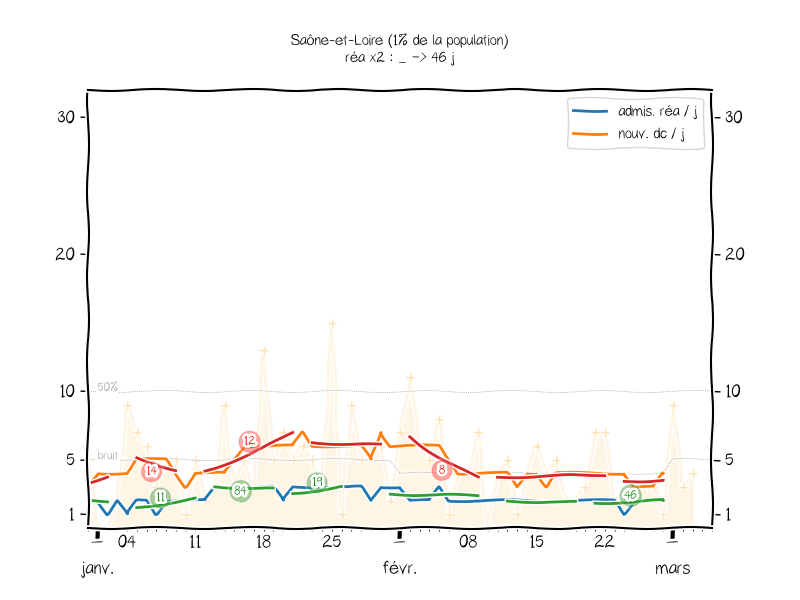 Saône-et-Loire (1% de la population)
réa x2 : _ -> 46 j
admis. réa / j
nouv. dc / j
30 30
20 20
50%
10 10
12
bruit
5 5
14 8
11 84 19 46
1 1
04 11 18 25 08 15 22
janv. févr. mars